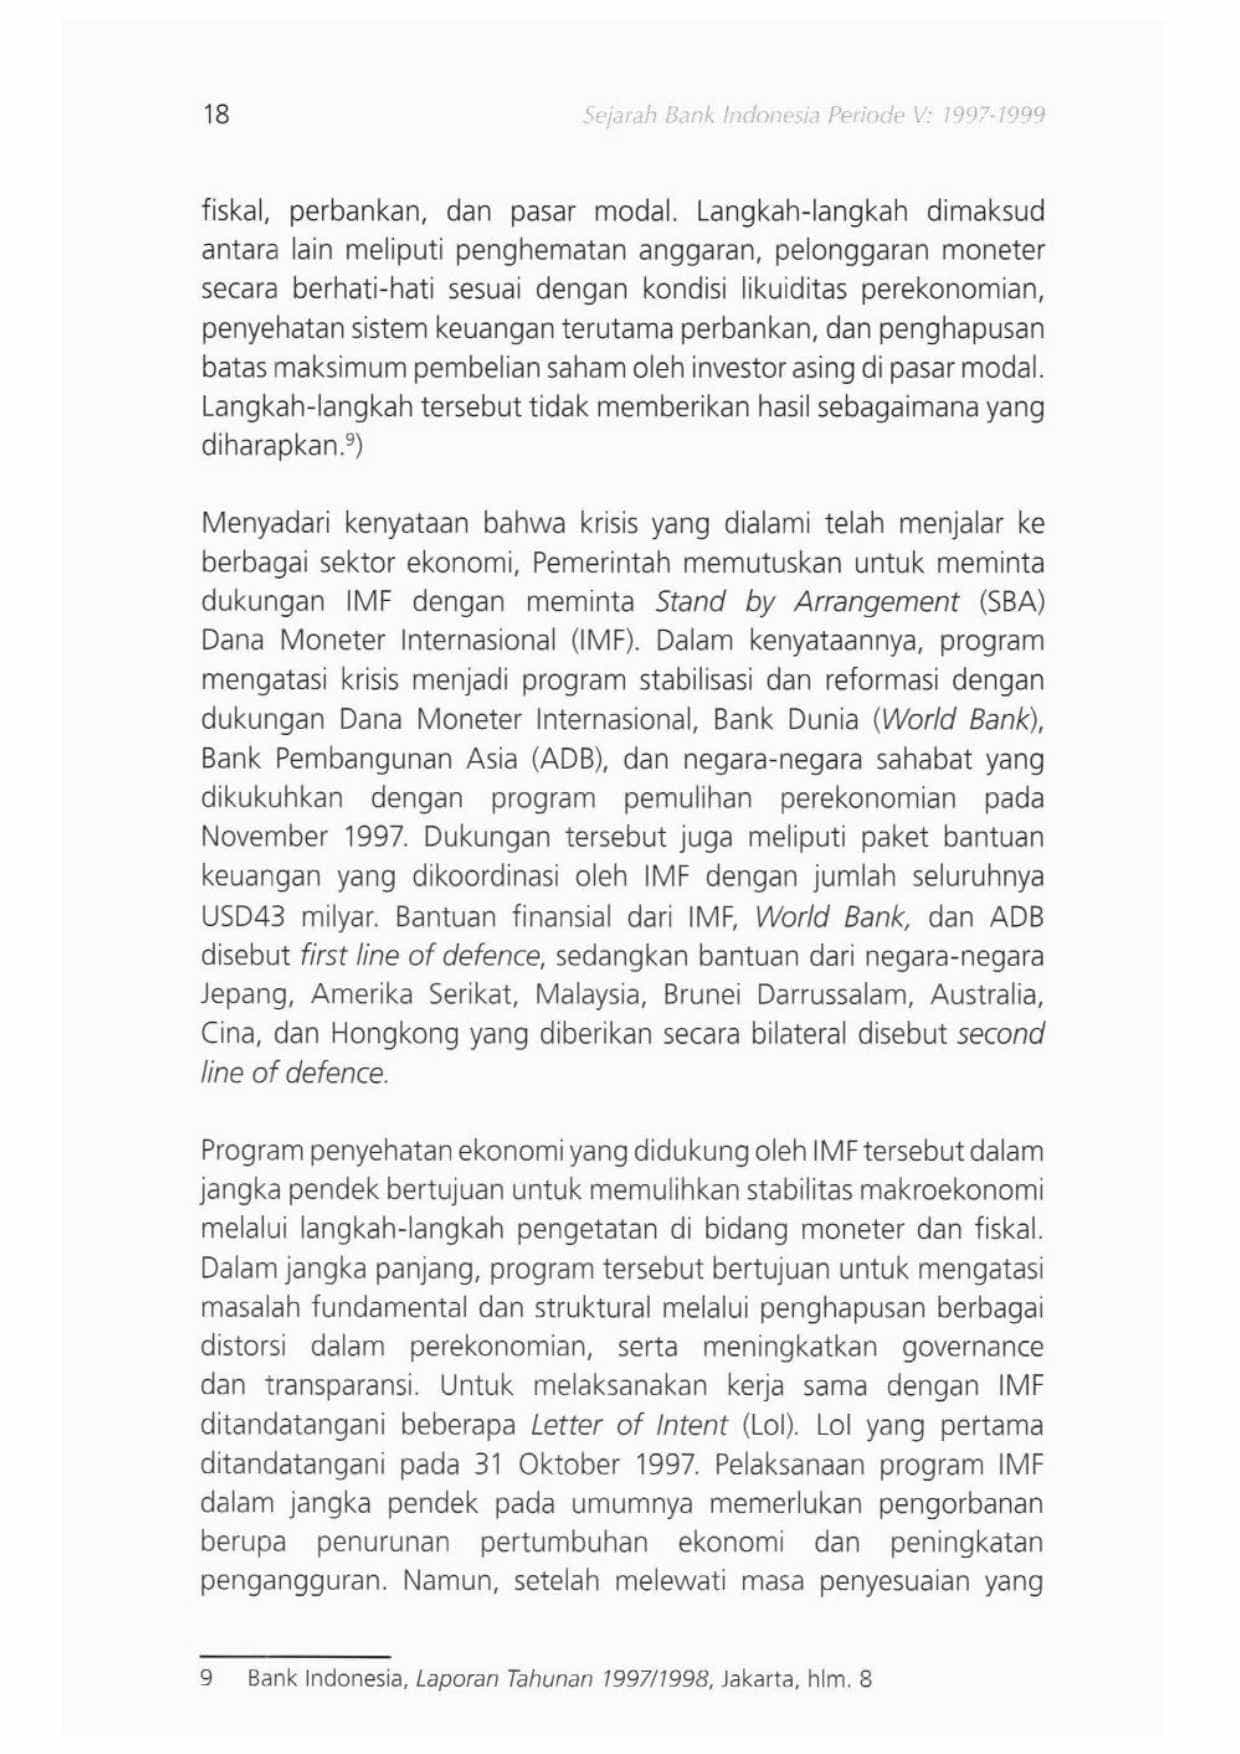 18
Sejarah Bank Indonesia Periode V: 1997-1999
fiskal, perbankan, dan pasar modal. Langkah-langkah dimaksud
antara lain meliputi penghematan anggaran, pelonggaran moneter
secara berhati-hati sesuai dengan kondisi likuiditas perekonomian,
penyehatan sistem keuangan terutama perbankan, dan penghapusan
batas maksimum pembelian saham oleh investor asing di pasar modal.
Langkah-langkah tersebut tidak memberikan hasil sebagaimana yang
diharapkan.⁹)
Menyadari kenyataan bahwa krisis yang dialami telah menjalar ke
berbagai sektor ekonomi, Pemerintah memutuskan untuk meminta
dukungan IMF dengan meminta Stand by Arrangement (SBA)
Dana Moneter Internasional (IMF). Dalam kenyataannya, program
mengatasi krisis menjadi program stabilisasi dan reformasi dengan
dukungan Dana Moneter Internasional, Bank Dunia (World Bank),
Bank Pembangunan Asia (ADB), dan negara-negara sahabat yang
dikukuhkan dengan program pemulihan perekonomian pada
November 1997. Dukungan tersebut juga meliputi paket bantuan
keuangan yang dikoordinasi oleh IMF dengan jumlah seluruhnya
USD43 milyar. Bantuan finansial dari IMF, World Bank, dan ADB
disebut first line of defence, sedangkan bantuan dari negara-negara
Jepang, Amerika Serikat, Malaysia, Brunei Darrussalam, Australia,
Cina, dan Hongkong yang diberikan secara bilateral disebut second
line of defence.
Program penyehatan ekonomi yang didukung oleh IMF tersebut dalam
jangka pendek bertujuan untuk memulihkan stabilitas makroekonomi
melalui langkah-langkah pengetatan di bidang moneter dan fiskal.
Dalam jangka panjang, program tersebut bertujuan untuk mengatasi
masalah fundamental dan struktural melalui penghapusan berbagai
distorsi dalam perekonomian, serta meningkatkan governance
dan transparansi. Untuk melaksanakan kerja sama dengan IMF
ditandatangani beberapa Letter of Intent (LoI). LoI yang pertama
ditandatangani pada 31 Oktober 1997. Pelaksanaan program IMF
dalam jangka pendek pada umumnya memerlukan pengorbanan
berupa penurunan pertumbuhan ekonomi dan peningkatan
pengangguran. Namun, setelah melewati masa penyesuaian yang
9 Bank Indonesia, Laporan Tahunan 1997/1998, Jakarta, hlm. 8